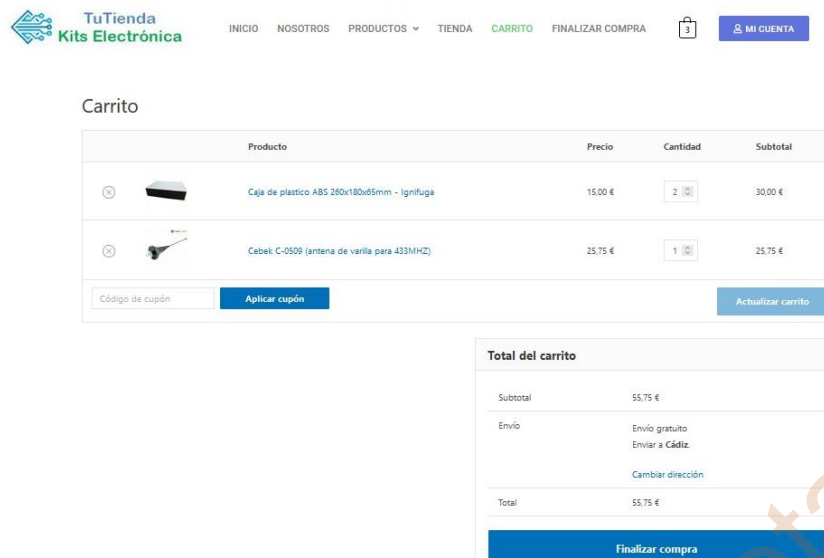 TuTienda
Kits Electrónica
INICIO NOSOTROS PRODUCTOS TIENDA CARRITO FINALIZAR COMPRA 3 MI CUENTA
Carrito
Producto Precio Cantidad Subtotal
Caja de plastico ABS 260x180x65mm - Ignifuga 15,00 € 2 30,00 €
Cebek C-0509 (antena de varilla para 433MHZ) 25,75 € 1 25,75 €
Código de cupón Aplicar cupón Actualizar carrito
Total del carrito
Subtotal 55,75 €
Envío Envío gratuito
Enviar a Cádiz.
Cambiar dirección
Total 55,75 €
Finalizar compra